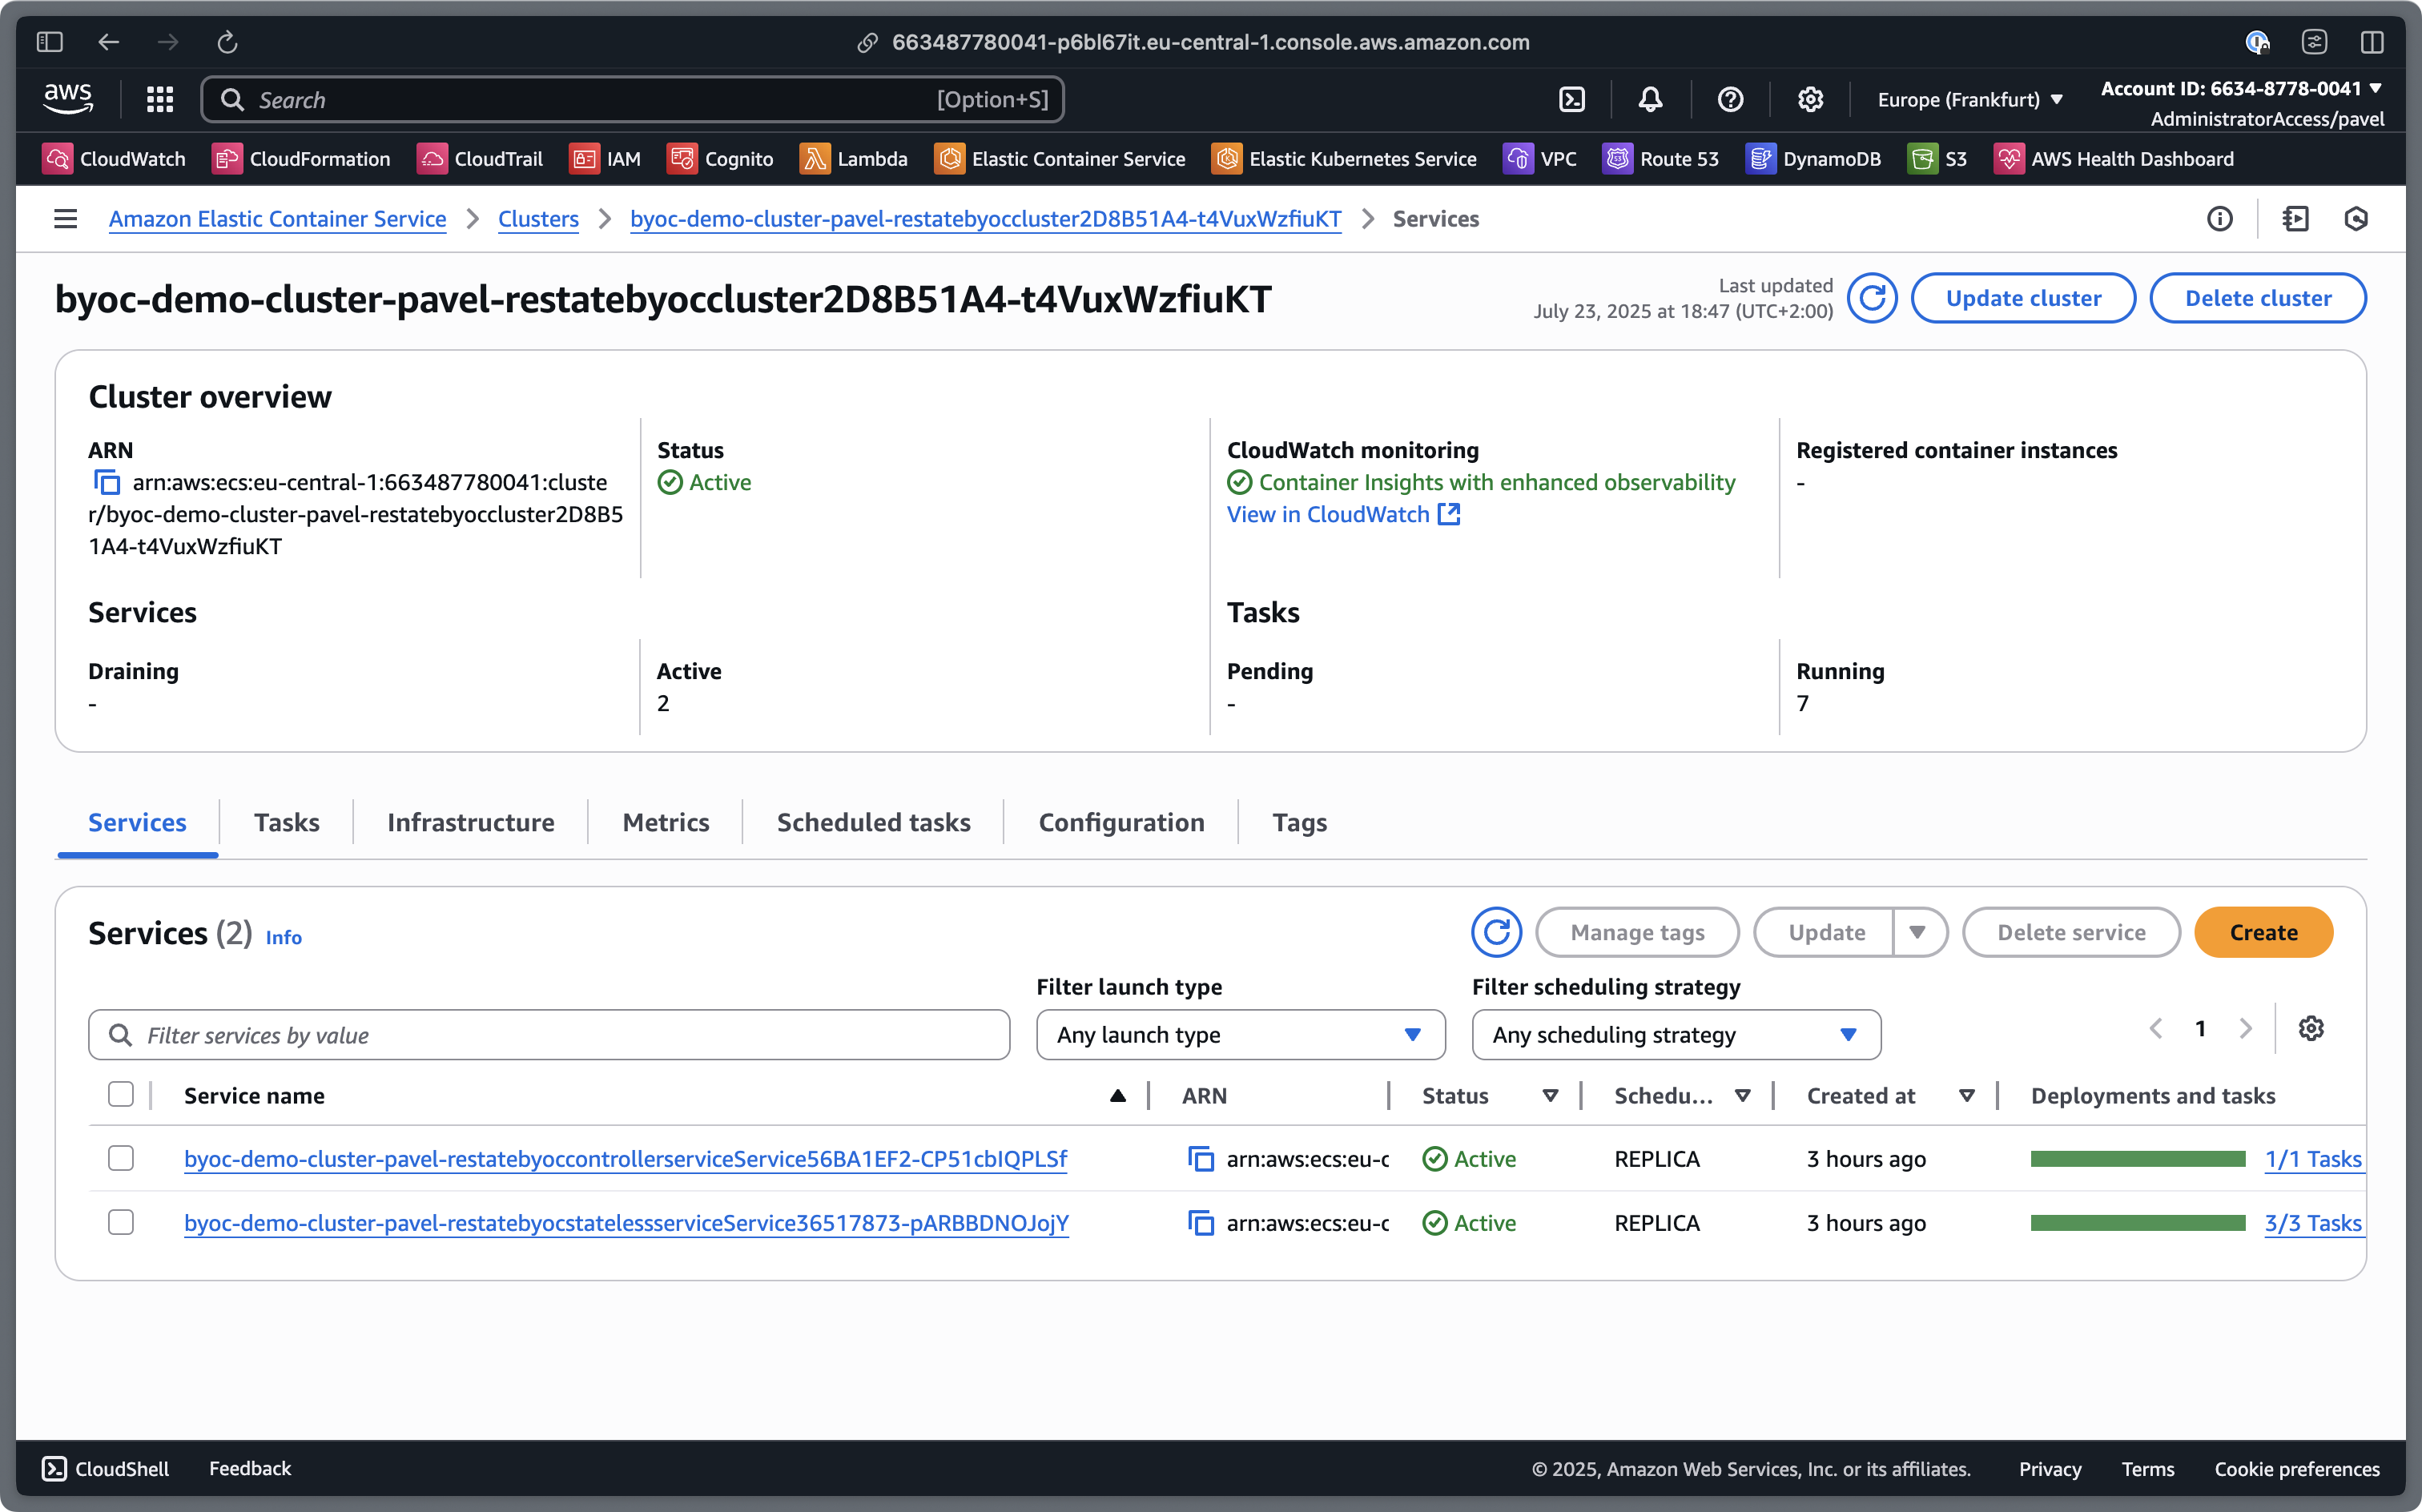 663487780041-p6bl67it.eu-central-1.console.aws.amazon.com
aws
Search [Option+S]
Europe (Frankfurt)
Account ID: 6634-8778-0041
AdministratorAccess/pavel
CloudWatch CloudFormation CloudTrail IAM Cognito Lambda Elastic Container Service Elastic Kubernetes Service VPC Route 53 DynamoDB S3 AWS Health Dashboard
Amazon Elastic Container Service > Clusters > byoc-demo-cluster-pavel-restatebyoccluster2D8B51A4-t4VuxWzfiuKT > Services
byoc-demo-cluster-pavel-restatebyoccluster2D8B51A4-t4VuxWzfiuKT
Last updated
July 23, 2025 at 18:47 (UTC+2:00)
Update cluster
Delete cluster
Cluster overview
ARN
arn:aws:ecs:eu-central-1:663487780041:cluste
r/byoc-demo-cluster-pavel-restatebyoccluster2D8B5
1A4-t4VuxWzfiuKT
Status
Active
CloudWatch monitoring
Container Insights with enhanced observability
View in CloudWatch
Registered container instances
-
Services
Draining
-
Active
2
Tasks
Pending
-
Running
7
Services Tasks Infrastructure Metrics Scheduled tasks Configuration Tags
Services (2) Info
Manage tags Update Delete service Create
Filter launch type
Filter scheduling strategy
Filter services by value
Any launch type
Any scheduling strategy
1
Service name ARN Status Schedu... Created at Deployments and tasks
byoc-demo-cluster-pavel-restatebyoccontrollerserviceService56BA1EF2-CP51cbIQPLSf arn:aws:ecs:eu-c Active REPLICA 3 hours ago 1/1 Tasks
byoc-demo-cluster-pavel-restatebyocstatelessserviceService36517873-pARBBDNOJojY arn:aws:ecs:eu-c Active REPLICA 3 hours ago 3/3 Tasks
CloudShell Feedback © 2025, Amazon Web Services, Inc. or its affiliates. Privacy Terms Cookie preferences